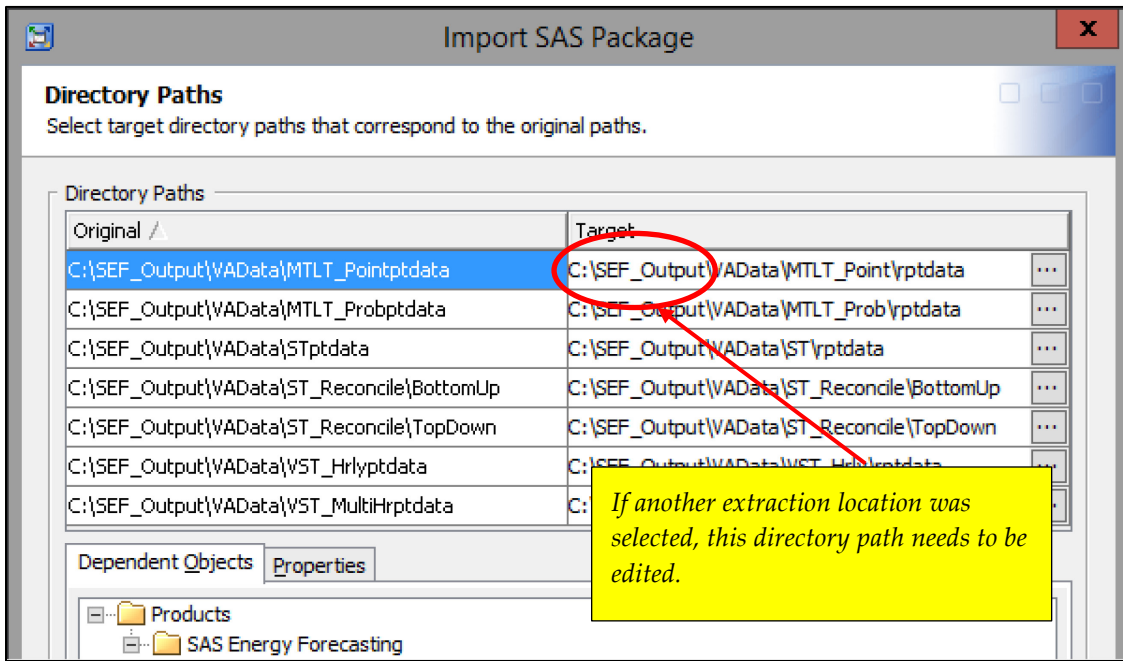 Import SAS Package
x
Directory Paths
Select target directory paths that correspond to the original paths.
Directory Paths
Original / Target
C:\SEF_Output\VAData\MTLT_Pointptdata C:\SEF_Output\VAData\MTLT_Point\rptdata ...
C:\SEF_Output\VAData\MTLT_Probptdata C:\SEF_Output\VAData\MTLT_Prob\rptdata ...
C:\SEF_Output\VAData\STptdata C:\SEF_Output\VAData\ST\rptdata ...
C:\SEF_Output\VAData\ST_Reconcile\BottomUp C:\SEF_Output\VAData\ST_Reconcile\BottomUp ...
C:\SEF_Output\VAData\ST_Reconcile\TopDown C:\SEF_Output\VAData\ST_Reconcile\TopDown ...
C:\SEF_Output\VAData\VST_Hrlyptdata C:\SEF_Output\VAData\VST_Hrly\rptdata ...
C:\SEF_Output\VAData\VST_MultiHrptdata C:
If another extraction location was
selected, this directory path needs to be
edited.
Dependent Objects Properties
Products
SAS Energy Forecasting